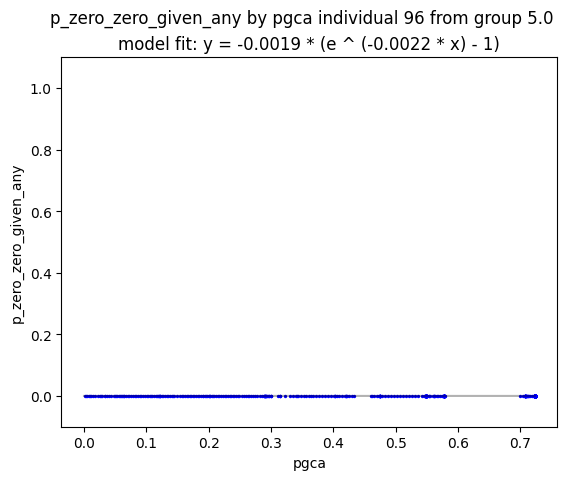 p_zero_zero_given_any by pgca individual 96 from group 5.0
model fit: y = -0.0019 * (e ^ (-0.0022 * x) - 1)
1.0
0.8
0.6
0.4
0.2
0.0
p_zero_zero_given_any
0.0 0.1 0.2 0.3 0.4 0.5 0.6 0.7
pgca